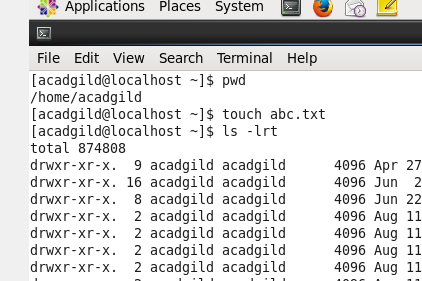 Applications Places System
File Edit View Search Terminal Help
[acadgild@localhost ~]$ pwd
/home/acadgild
[acadgild@localhost ~]$ touch abc.txt
[acadgild@localhost ~]$ ls -lrt
total 874808
drwxr-xr-x. 9 acadgild acadgild 4096 Apr 27
drwxr-xr-x. 16 acadgild acadgild 4096 Jun 2
drwxr-xr-x. 8 acadgild acadgild 4096 Jun 22
drwxr-xr-x. 2 acadgild acadgild 4096 Aug 11
drwxr-xr-x. 2 acadgild acadgild 4096 Aug 11
drwxr-xr-x. 2 acadgild acadgild 4096 Aug 11
drwxr-xr-x. 2 acadgild acadgild 4096 Aug 11